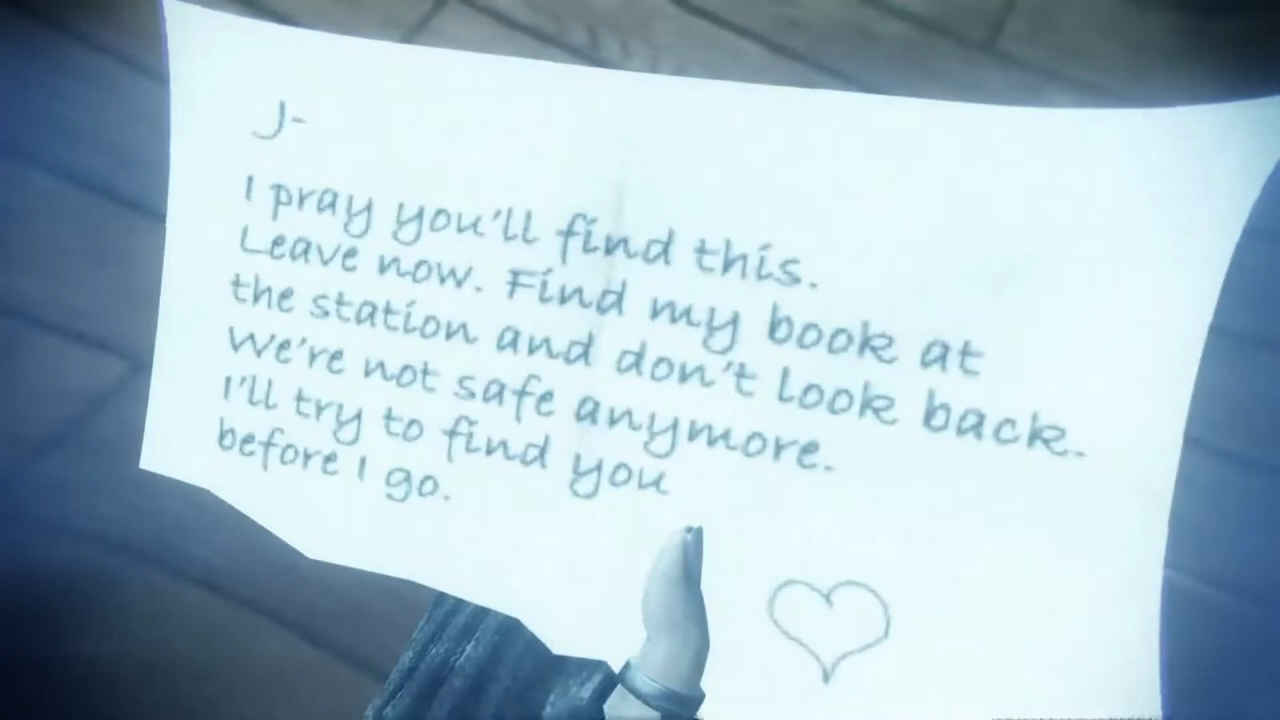 J-
I pray you'll find this.
Leave now. Find my book at
the station and don't look back.
We're not safe anymore.
I'll try to find you
before I go.